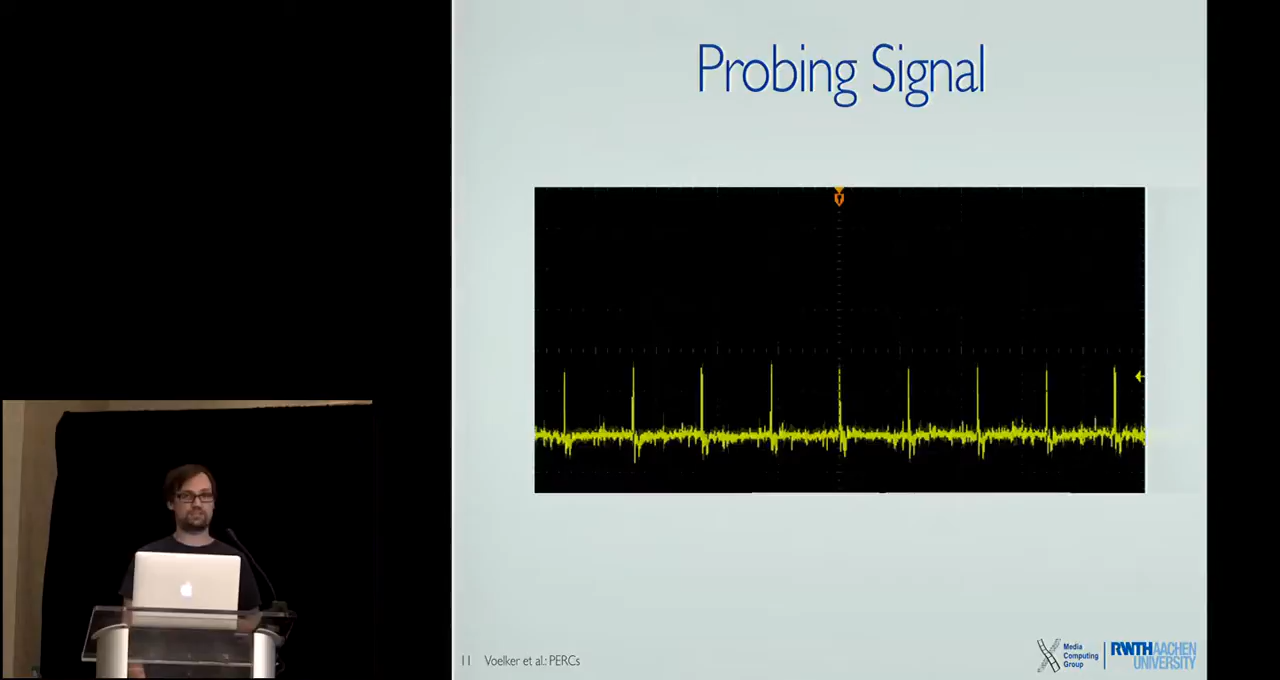 Probing Signal
11 Voelker et al.: PERCs
Media
Computing
Group
RWTHAACHEN
UNIVERSITY